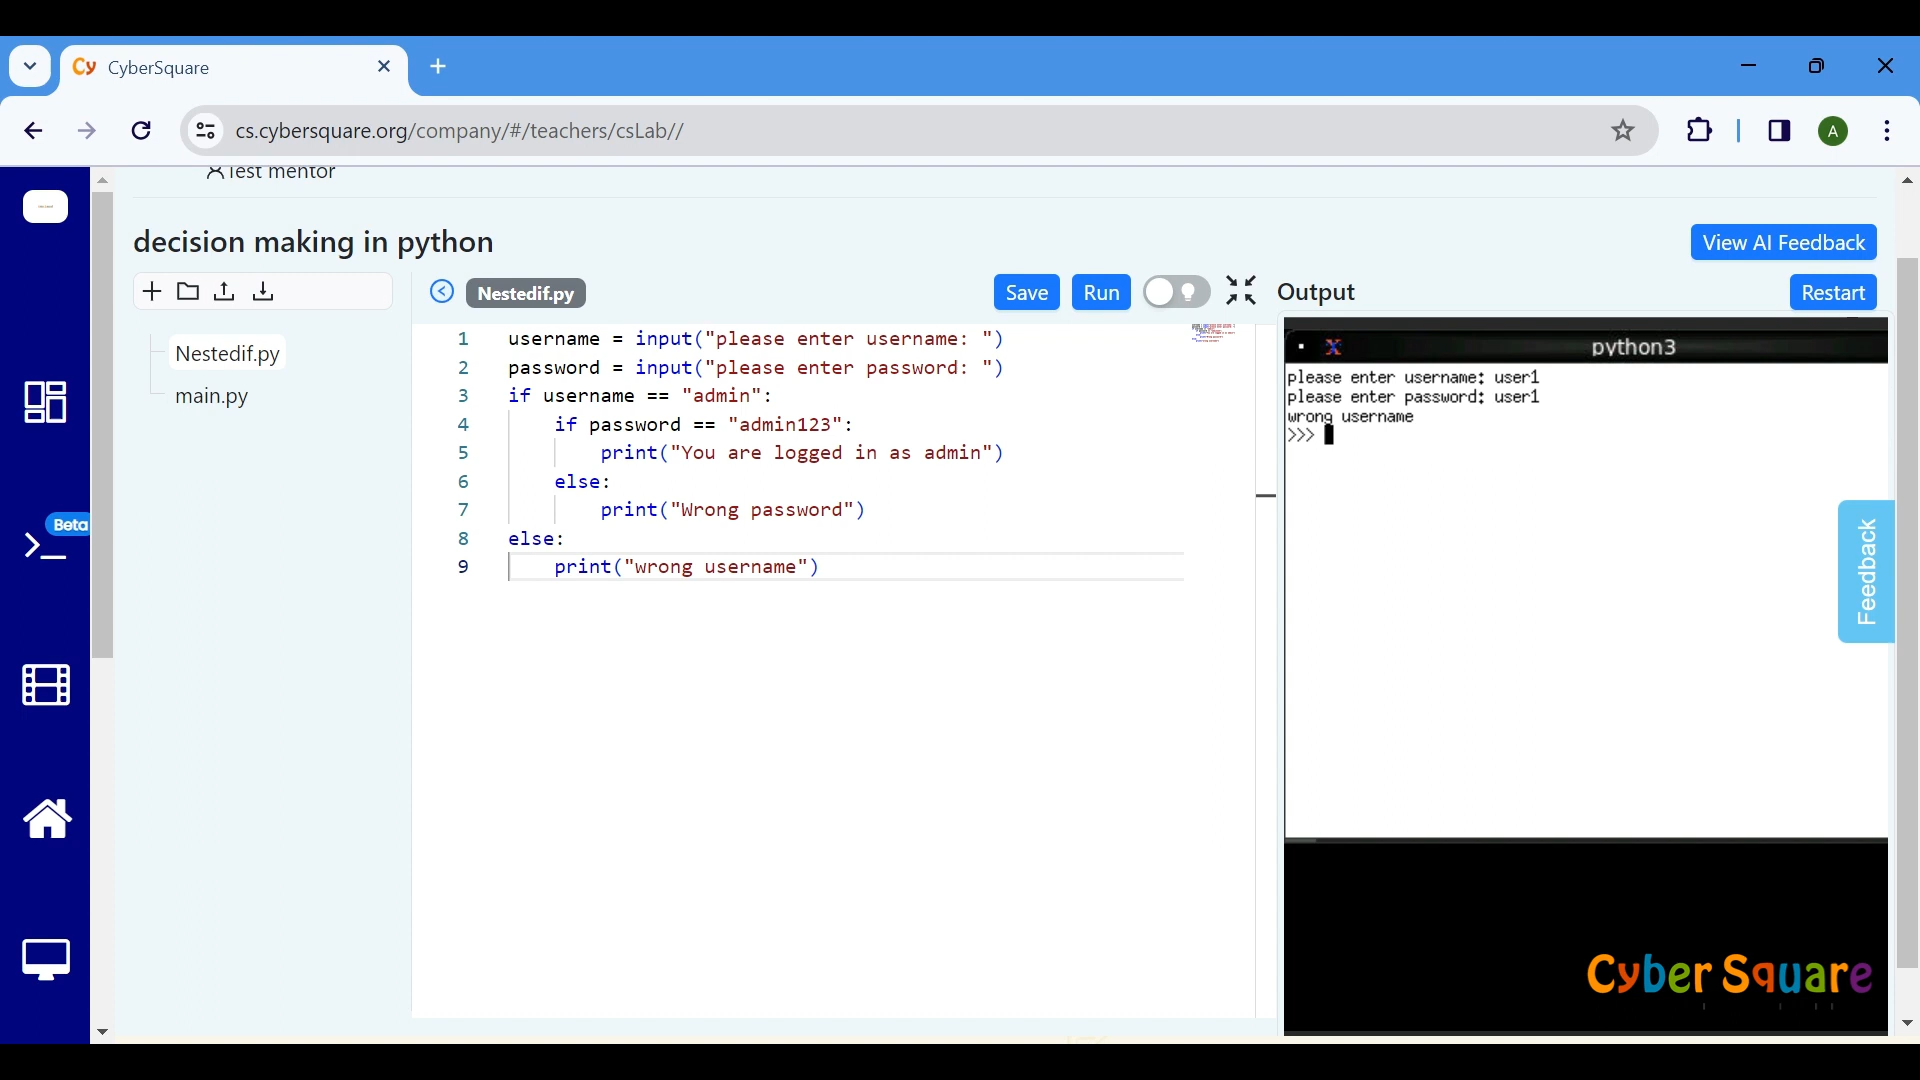 Cy CyberSquare
cs.cybersquare.org/company/#/teachers/csLab//
A
Test mentor
decision making in python
View AI Feedback
Nestedif.py
Save
Run
Output
Restart
Nestedif.py
main.py
Beta
1 username = input("please enter username: ")
2 password = input("please enter password: ")
3 if username == "admin":
4 if password == "admin123":
5 print("You are logged in as admin")
6 else:
7 print("Wrong password")
8 else:
9 print("wrong username")
python3
please enter username: user1
please enter password: user1
wrong username
>>>
Feedback
Cyber Square